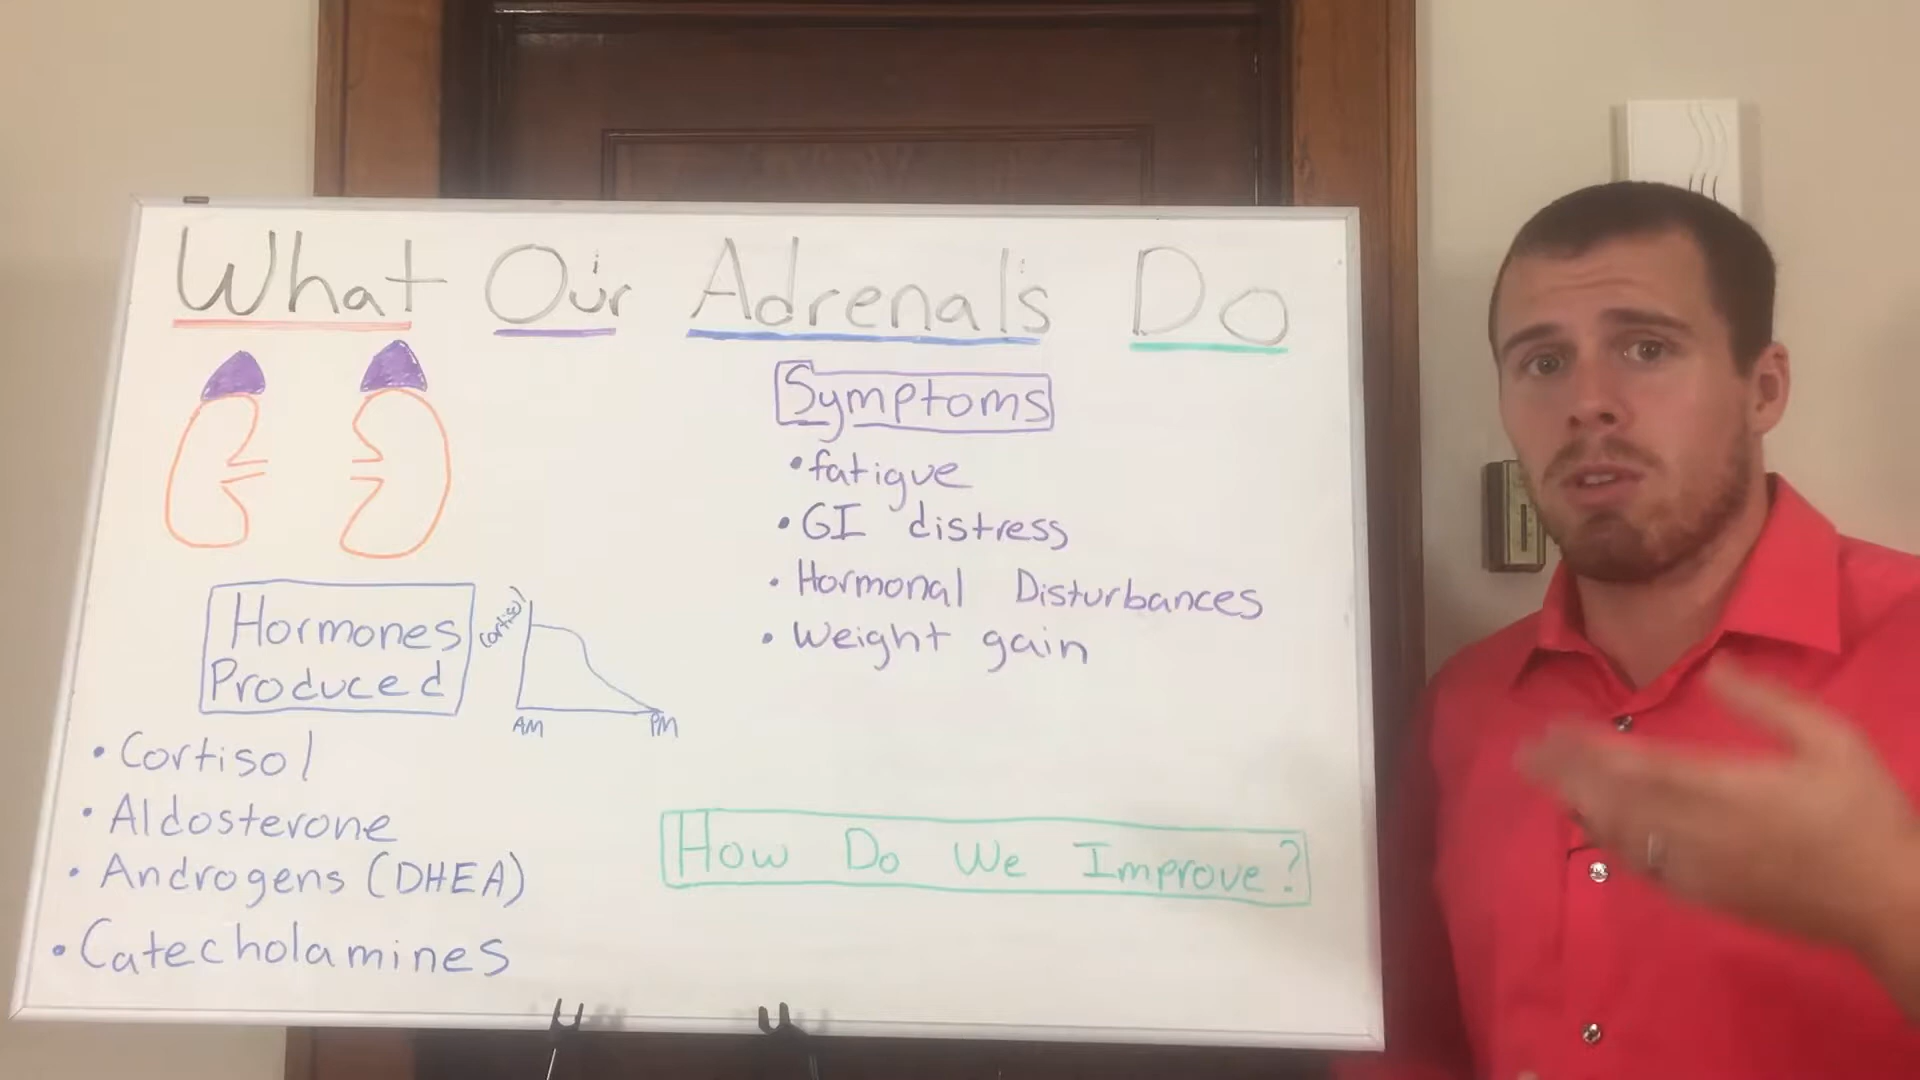 What Our Adrenals Do
Hormones
Produced
Cortisol
AM
PM
• Cortisol
• Aldosterone
• Androgens (DHEA)
• Catecholamines
Symptoms
• fatigue
• GI distress
• Hormonal Disturbances
• Weight gain
How Do We Improve?